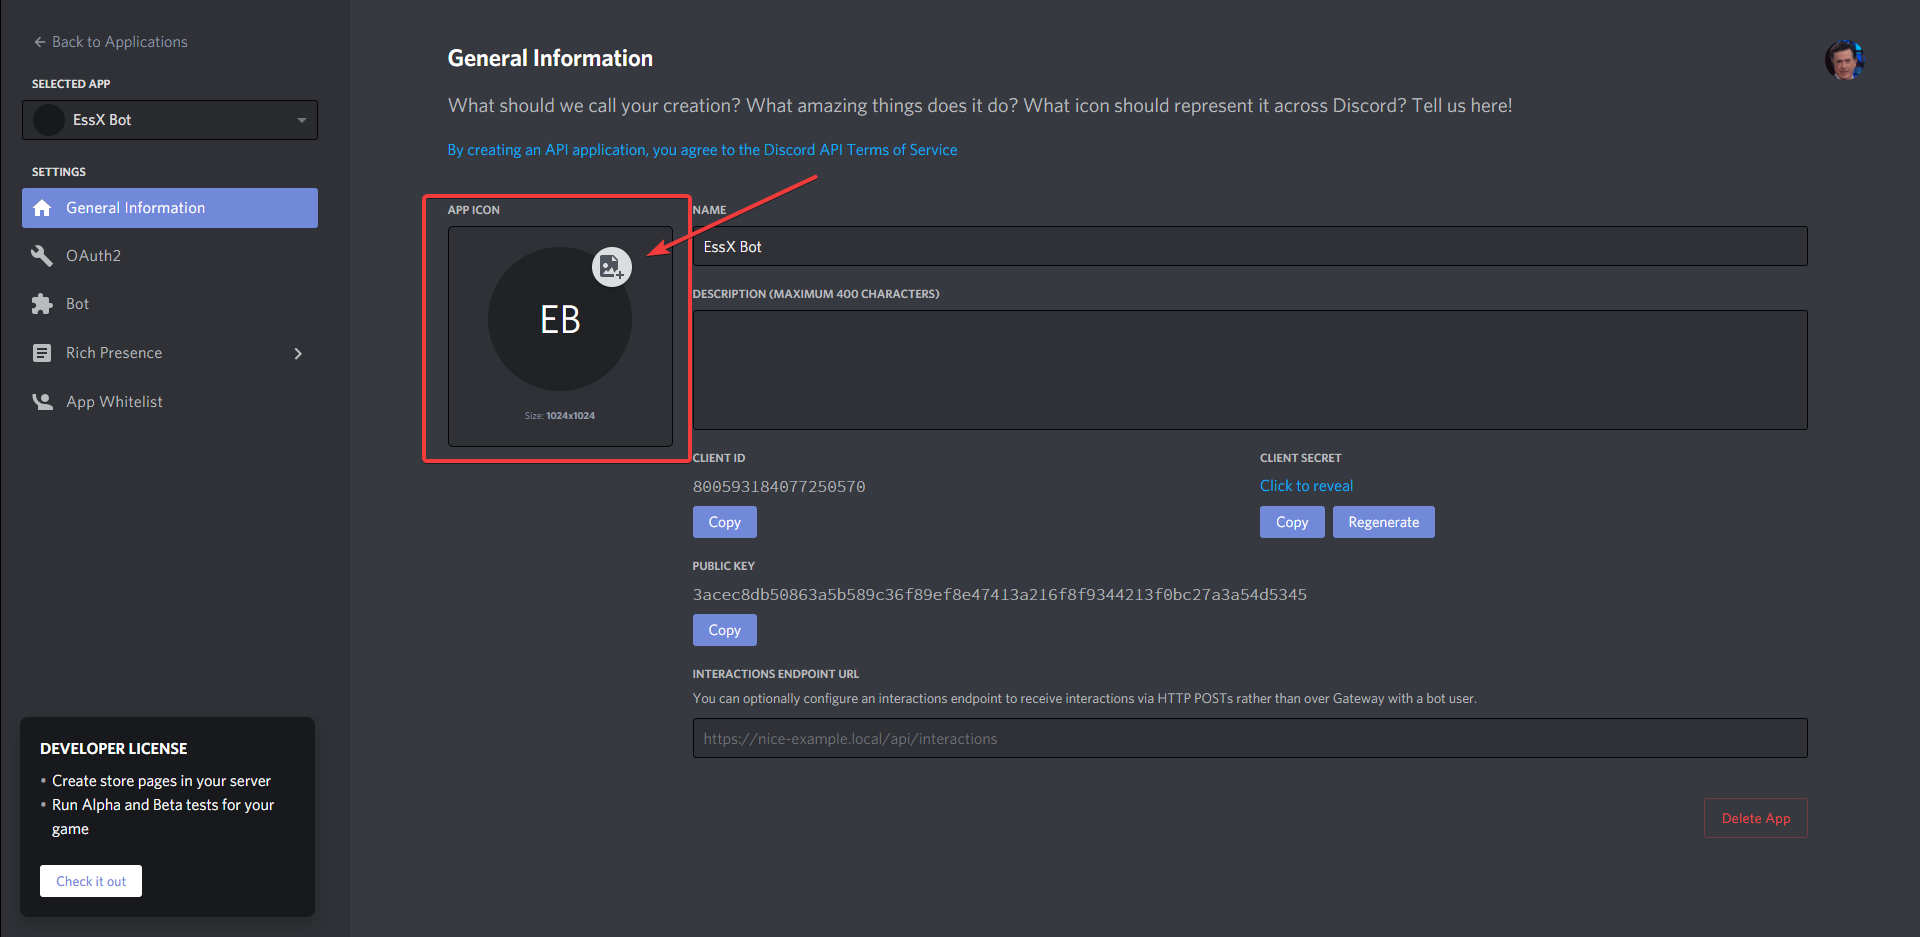 Back to Applications
SELECTED APP
EssX Bot
SETTINGS
General Information
OAuth2
Bot
Rich Presence
App Whitelist
DEVELOPER LICENSE
• Create store pages in your server
• Run Alpha and Beta tests for your
game
Check it out
General Information
What should we call your creation? What amazing things does it do? What icon should represent it across Discord? Tell us here!
By creating an API application, you agree to the Discord API Terms of Service
APP ICON
EB
Size: 1024x1024
NAME
EssX Bot
DESCRIPTION (MAXIMUM 400 CHARACTERS)
CLIENT ID
800593184077250570
Copy
CLIENT SECRET
Click to reveal
Copy Regenerate
PUBLIC KEY
3acec8db50863a5b589c36f89ef8e47413a216f8f9344213f0bc27a3a54d5345
Copy
INTERACTIONS ENDPOINT URL
You can optionally configure an interactions endpoint to receive interactions via HTTP POSTs rather than over Gateway with a bot user.
https://nice-example.local/api/interactions
Delete App